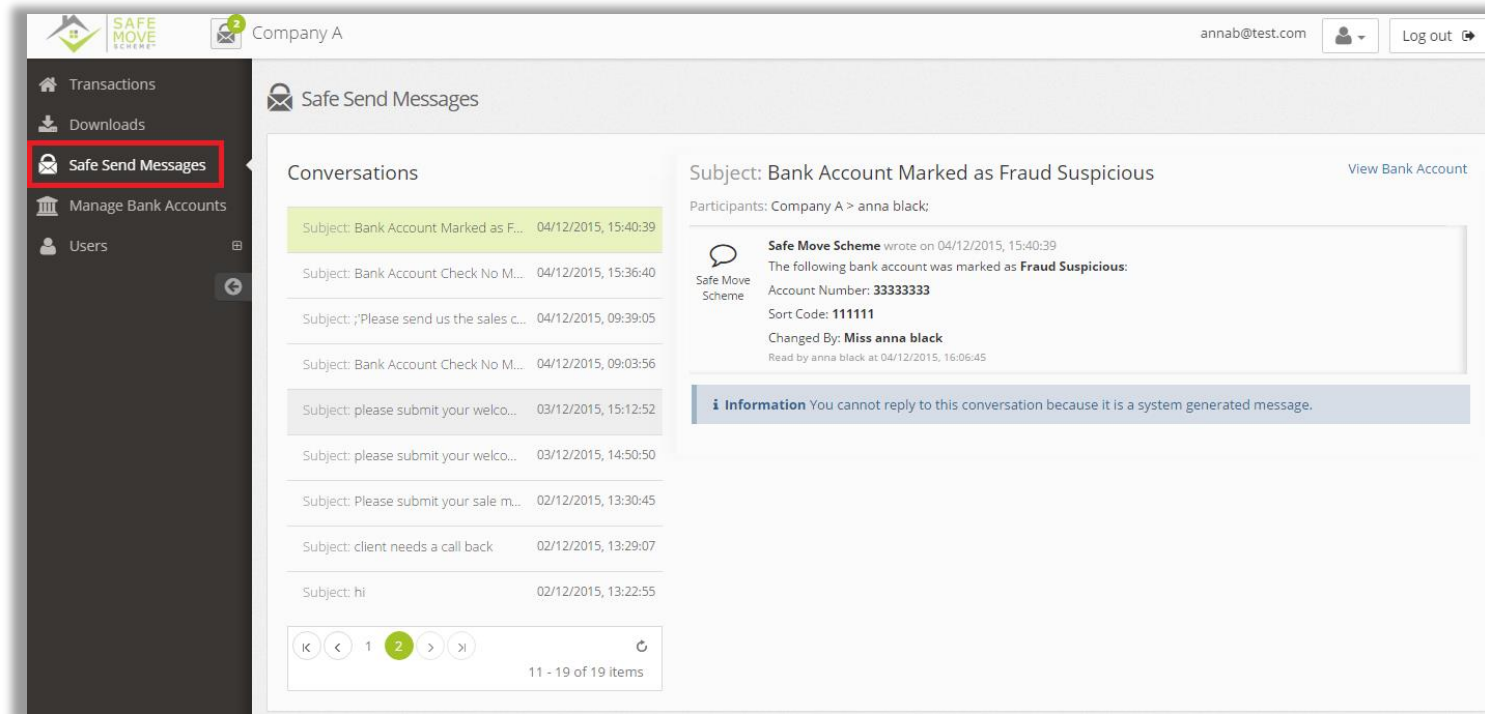 SAFE
MOVE
SCHEME
2
Company A
annab@test.com
Log out
Transactions
Downloads
Safe Send Messages
Manage Bank Accounts
Users
Safe Send Messages
Conversations
Subject: Bank Account Marked as F... 04/12/2015, 15:40:39
Subject: Bank Account Check No M... 04/12/2015, 15:36:40
Subject: ;'Please send us the sales c... 04/12/2015, 09:39:05
Subject: Bank Account Check No M... 04/12/2015, 09:03:56
Subject: please submit your welco... 03/12/2015, 15:12:52
Subject: please submit your welco... 03/12/2015, 14:50:50
Subject: Please submit your sale m... 02/12/2015, 13:30:45
Subject: client needs a call back 02/12/2015, 13:29:07
Subject: hi 02/12/2015, 13:22:55
1 2
11 - 19 of 19 items
Subject: Bank Account Marked as Fraud Suspicious
View Bank Account
Participants: Company A > anna black;
Safe Move
Scheme
Safe Move Scheme wrote on 04/12/2015, 15:40:39
The following bank account was marked as Fraud Suspicious:
Account Number: 33333333
Sort Code: 111111
Changed By: Miss anna black
Read by anna black at 04/12/2015, 16:06:45
i Information You cannot reply to this conversation because it is a system generated message.